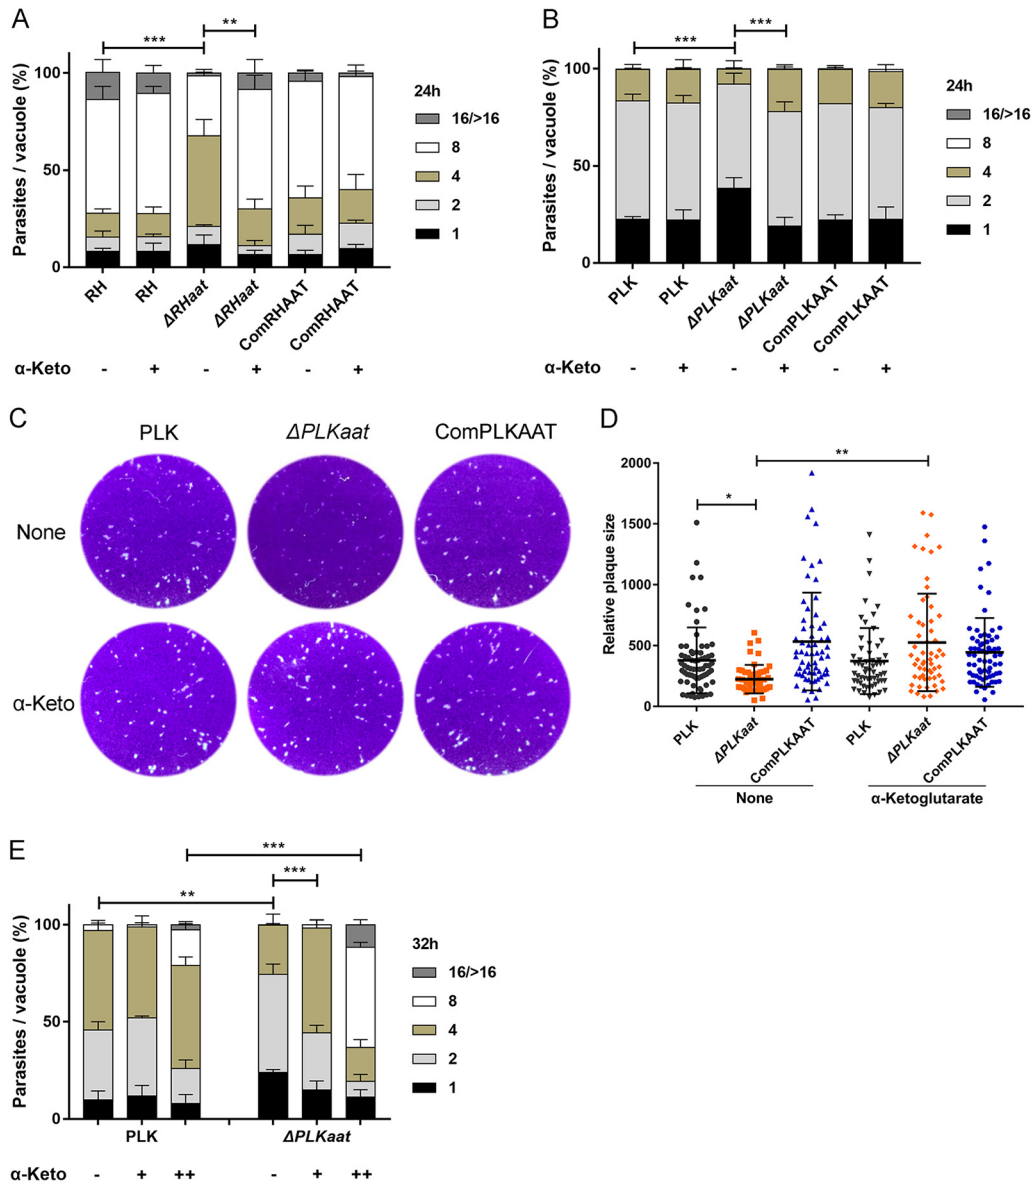 A
Parasites / vacuole (%)
100
50
0
***
**
24h
16/>16
8
4
2
1
RH
RH
ΔRHaat
ΔRHaat
ComRHAAT
ComRHAAT
α-Keto - + - + - +
B
Parasites / vacuole (%)
100
50
0
***
***
24h
16/>16
8
4
2
1
PLK
PLK
ΔPLKaat
ΔPLKaat
ComPLKAAT
ComPLKAAT
α-Keto - + - + - +
C
PLK ΔPLKaat ComPLKAAT
None
α-Keto
D
Relative plaque size
2000
1500
1000
500
0
**
*
PLK
ΔPLKaat
ComPLKAAT
PLK
ΔPLKaat
ComPLKAAT
None α-Ketoglutarate
E
Parasites / vacuole (%)
100
50
0
***
***
**
32h
16/>16
8
4
2
1
PLK ΔPLKaat
α-Keto - + ++ - + ++